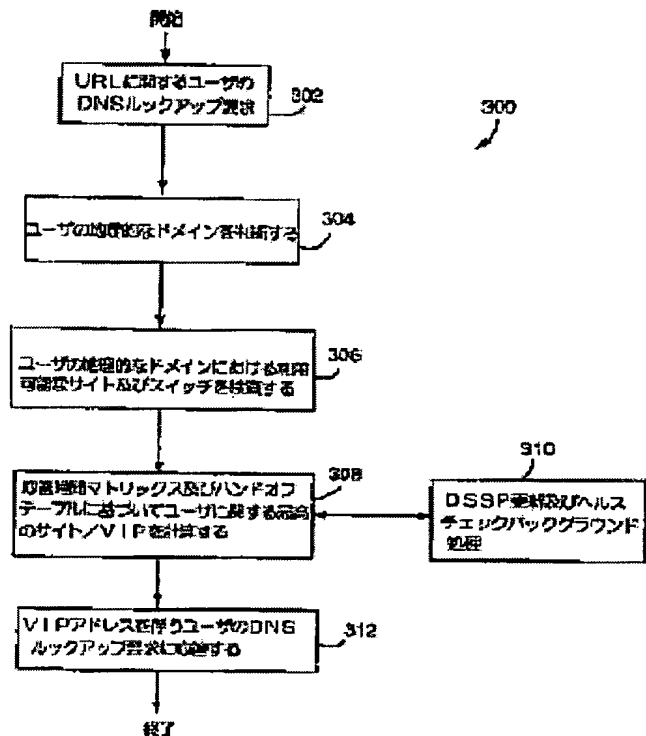 開始
URLに関するユーザの
DNSルックアップ要求
302
300
ユーザの地理的なドメインを判断する
304
ユーザの地理的なドメインにおける利用
可能なサイト及びスイッチを検索する
306
マトリックス及びハンドオフ
テーブルに基づいてユーザに関する最高
のサイト/VIPを計算する
308
310
DSSP更新及びヘルス
チェックバックグラウンド
処理
VIPアドレスを伴うユーザのDNS
ルックアップ要求に応答する
312
終了